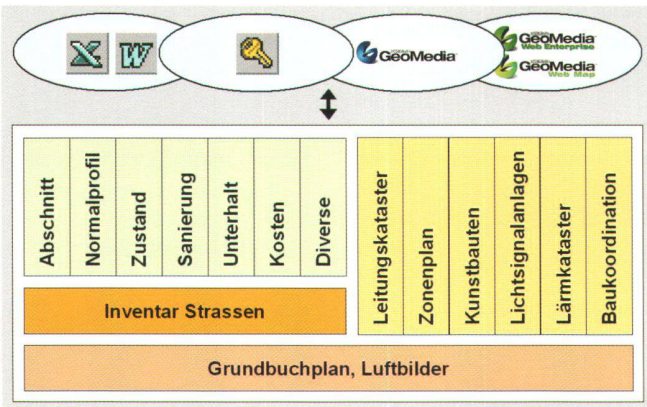 GeoMedia
GeoMedia
Web Enterprise
GeoMedia
Web Map
Abschnitt
Normalprofil
Zustand
Sanierung
Unterhalt
Kosten
Diverse
Leitungskataster
Zonenplan
Kunstbauten
Lichtsignalanlagen
Lärmkataster
Baukoordination
Inventar Strassen
Grundbuchplan, Luftbilder